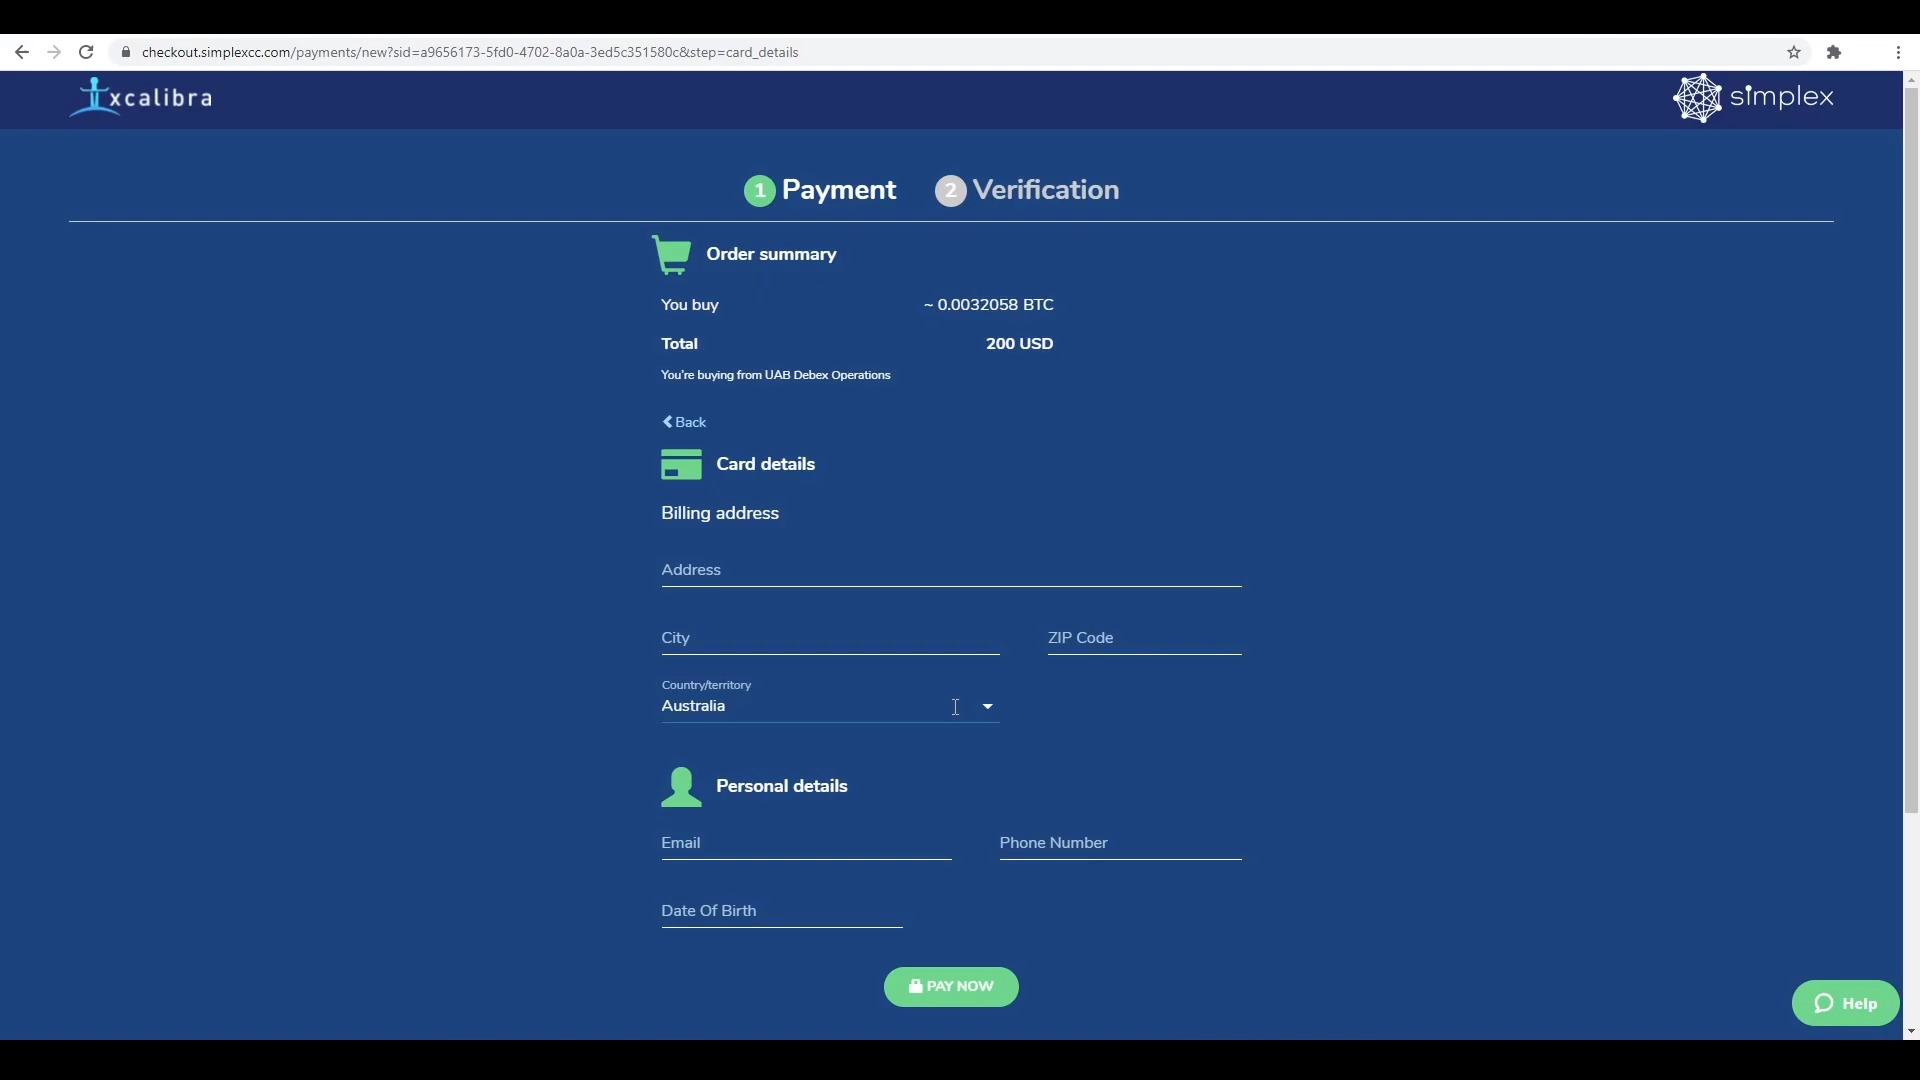 checkout.simplexcc.com/payments/new?sid=a9656173-5fd0-4702-8a0a-3ed5c351580c&step=card_details
xcalibra
simplex
1 Payment 2 Verification
Order summary
You buy ~ 0.0032058 BTC
Total 200 USD
You're buying from UAB Debex Operations
Back
Card details
Billing address
Address
City ZIP Code
Country/territory
Australia
Personal details
Email Phone Number
Date Of Birth
PAY NOW
Help